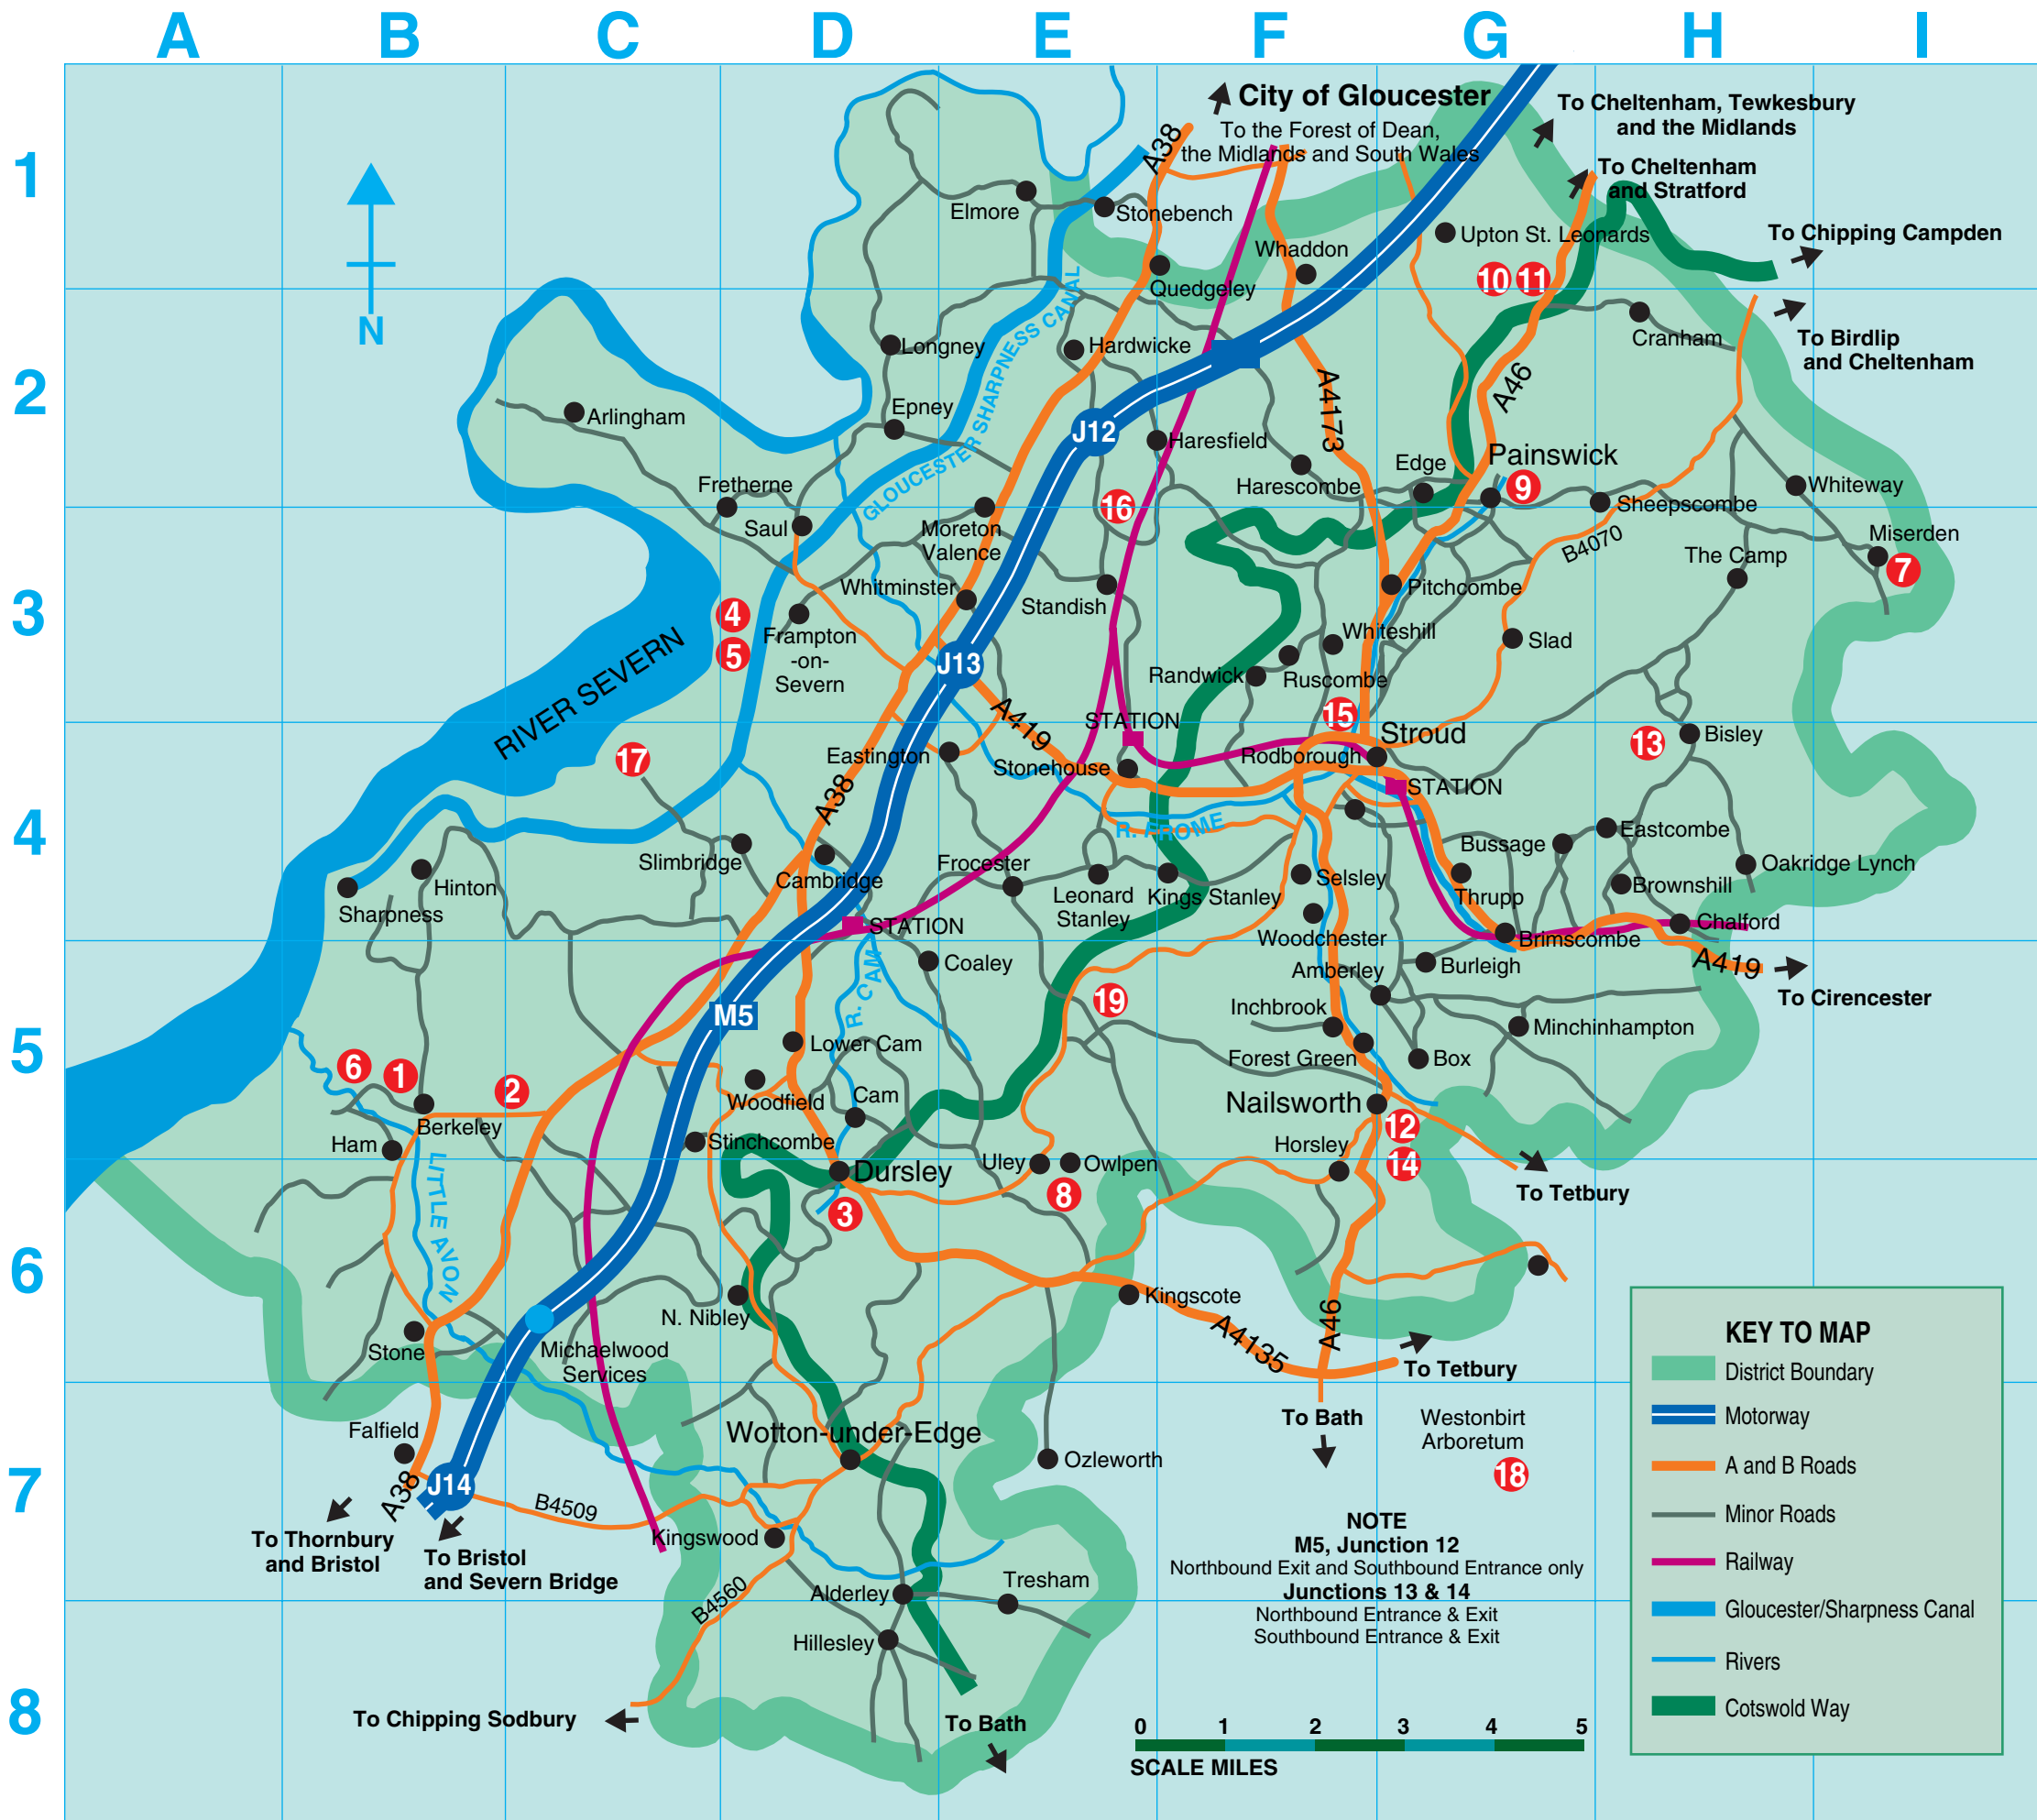 A B C D E F G H I
1
2
3
4
5
6
7
8
N
City of Gloucester
To the Forest of Dean,
the Midlands and South Wales
To Cheltenham, Tewkesbury
and the Midlands
To Cheltenham
and Stratford
To Chipping Campden
To Birdlip
and Cheltenham
A38
Elmore
Stonebench
Whaddon
Upton St. Leonards
10
11
Quedgeley
GLOUCESTER SHARPNESS CANAL
Longney
Hardwicke
Cranham
Arlingham
Epney
J12
Haresfield
A4173
A46
Painswick
Edge
9
Harescombe
Sheepscombe
Whiteway
Fretherne
Saul
Moreton
Valence
16
B4070
The Camp
Miserden
7
Whitminster
Standish
Pitchcombe
4
5
Frampton
-on-
Severn
RIVER SEVERN
J13
Whiteshill
Slad
Randwick
Ruscombe
A419
STATION
15
Stroud
13
Bisley
17
Eastington
Stonehouse
Rodborough
STATION
A38
R. FROME
Slimbridge
Cambridge
Frocester
Leonard
Stanley
Kings Stanley
Selsley
Bussage
Eastcombe
Oakridge Lynch
Thrupp
Brownshill
Hinton
Sharpness
STATION
Woodchester
Brimscombe
Chalford
A419
To Cirencester
Coaley
R. CAM
Amberley
Burleigh
M5
19
Inchbrook
Minchinhampton
Lower Cam
Forest Green
Box
6
1
2
Woodfield
Cam
Nailsworth
12
Berkeley
Ham
Stinchcombe
Horsley
14
Dursley
Uley
Owlpen
8
3
To Tetbury
LITTLE AVON
N. Nibley
Kingscote
A4135
A46
To Tetbury
Stone
Michaelwood
Services
To Bath
Westonbirt
Arboretum
18
Falfield
Wotton-under-Edge
Ozleworth
A38
J14
B4509
To Thornbury
and Bristol
To Bristol
and Severn Bridge
Kingswood
B4560
Alderley
Tresham
Hillesley
To Chipping Sodbury
To Bath
NOTE
M5, Junction 12
Northbound Exit and Southbound Entrance only
Junctions 13 & 14
Northbound Entrance & Exit
Southbound Entrance & Exit
0 1 2 3 4 5
SCALE MILES
KEY TO MAP
District Boundary
Motorway
A and B Roads
Minor Roads
Railway
Gloucester/Sharpness Canal
Rivers
Cotswold Way